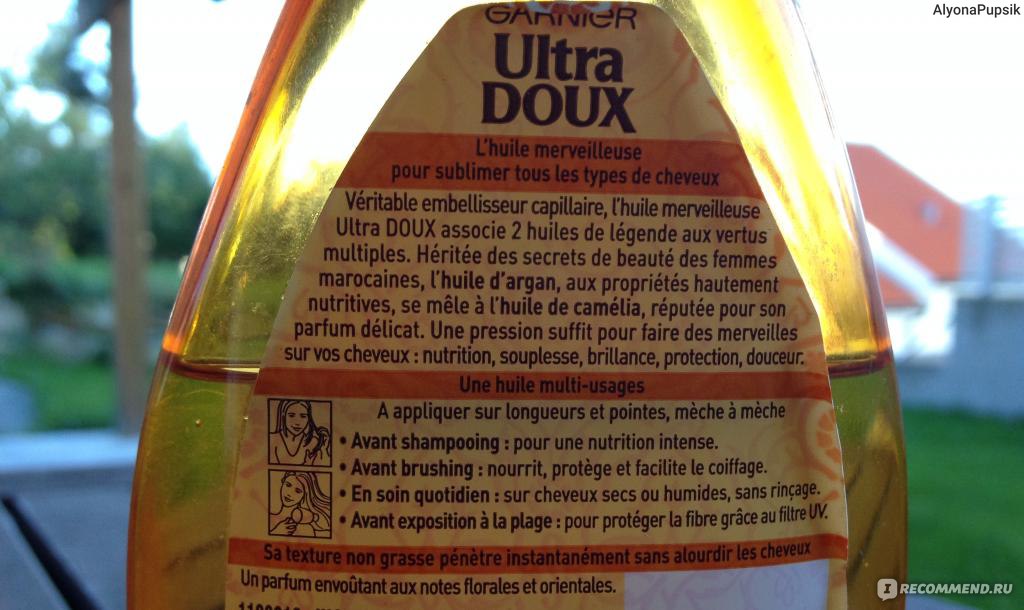 AlyonaPupsik
GARNIER
Ultra
DOUX
L'huile merveilleuse
pour sublimer tous les types de cheveux
Véritable embellisseur capillaire, l'huile merveilleuse
Ultra DOUX associe 2 huiles de légende aux vertus
multiples. Héritée des secrets de beauté des femmes
marocaines, l'huile d'argan, aux propriétés hautement
nutritives, se mêle à l'huile de camélia, réputée pour son
parfum délicat. Une pression suffit pour faire des merveilles
sur vos cheveux : nutrition, souplesse, brillance, protection, douceur.
Une huile multi-usages
A appliquer sur longueurs et pointes, mèche à mèche
• Avant shampooing : pour une nutrition intense.
• Avant brushing : nourrit, protège et facilite le coiffage.
• En soin quotidien : sur cheveux secs ou humides, sans rinçage.
• Avant exposition à la plage : pour protéger la fibre grâce au filtre UV.
Sa texture non grasse pénètre instantanément sans alourdir les cheveux
Un parfum envoûtant aux notes florales et orientales.
I RECOMMEND.RU